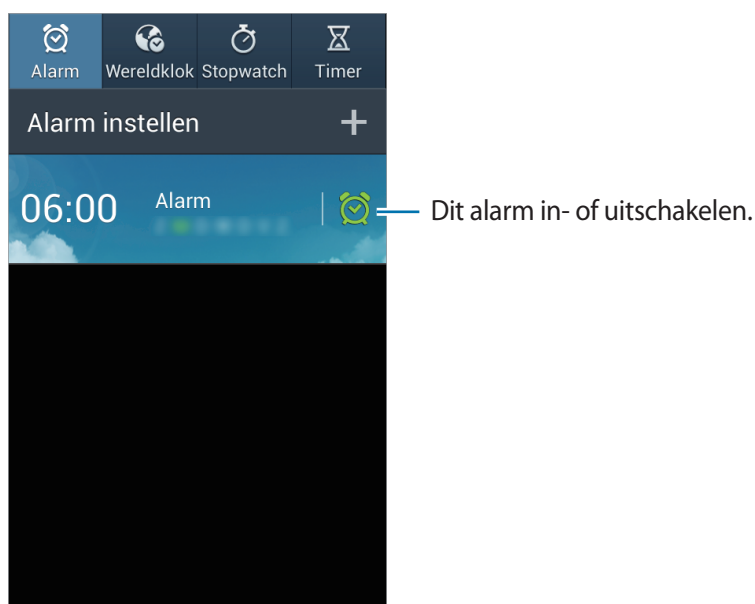 Alarm Wereldklok Stopwatch Timer
Alarm instellen
06:00 Alarm
Dit alarm in- of uitschakelen.